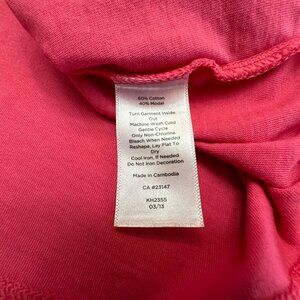 60% Cotton
40% Modal
Turn Garment Inside
Out
Machine Wash Cold
Gentle Cycle
Only Non-Chlorine
Bleach When Needed
Reshape, Lay Flat To
Dry
Cool Iron, If Needed
Do Not Iron Decoration
Made in Cambodia
CA #23147
KH2355
03/13